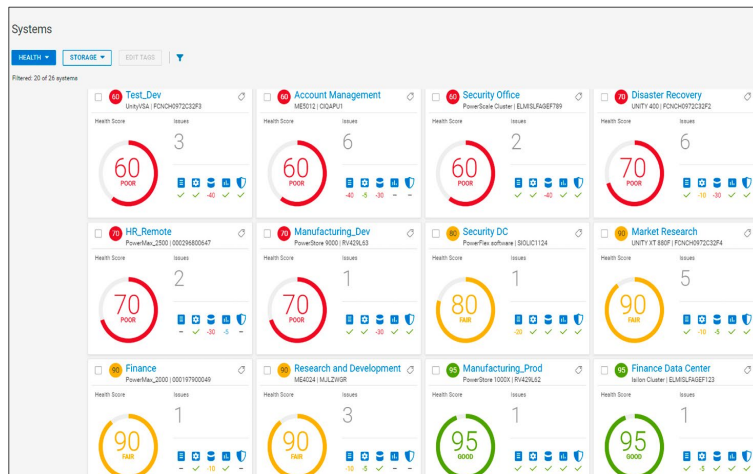 Systems
HEALTH STORAGE EDIT TAGS
Filtered: 20 of 26 systems
60 Test_Dev
UnityVSA | FCNCH0972C32F3
Health Score Issues
3
60
POOR
-40
60 Account Management
ME5012 | CIQAPU1
Health Score Issues
6
60
POOR
-40 -5 -30 – –
60 Security Office
PowerScale Cluster | ELMISLFAGEF789
Health Score Issues
2
60
POOR
-40
70 Disaster Recovery
UNITY 400 | FCNCH0972C32F2
Health Score Issues
6
70
POOR
-10 -30
70 HR_Remote
PowerMax_2500 | 000296800647
Health Score Issues
2
70
POOR
– -30 -5 –
70 Manufacturing_Dev
PowerStore 9000 | RV429L63
Health Score Issues
1
70
POOR
-30
80 Security DC
PowerFlex software | SIOLIC1124
Health Score Issues
1
80
FAIR
-20
90 Market Research
UNITY XT 880F | FCNCH0972C32F4
Health Score Issues
5
90
FAIR
-10 -5
90 Finance
PowerMax_2000 | 000197900049
Health Score Issues
1
90
FAIR
– -10 –
90 Research and Development
ME4024 | MJLZWGR
Health Score Issues
3
90
FAIR
-10 -5 – –
95 Manufacturing_Prod
PowerStore 1000X | RV429L62
Health Score Issues
1
95
GOOD
95 Finance Data Center
Isilon Cluster | ELMISLFAGEF123
Health Score Issues
1
95
GOOD
-5